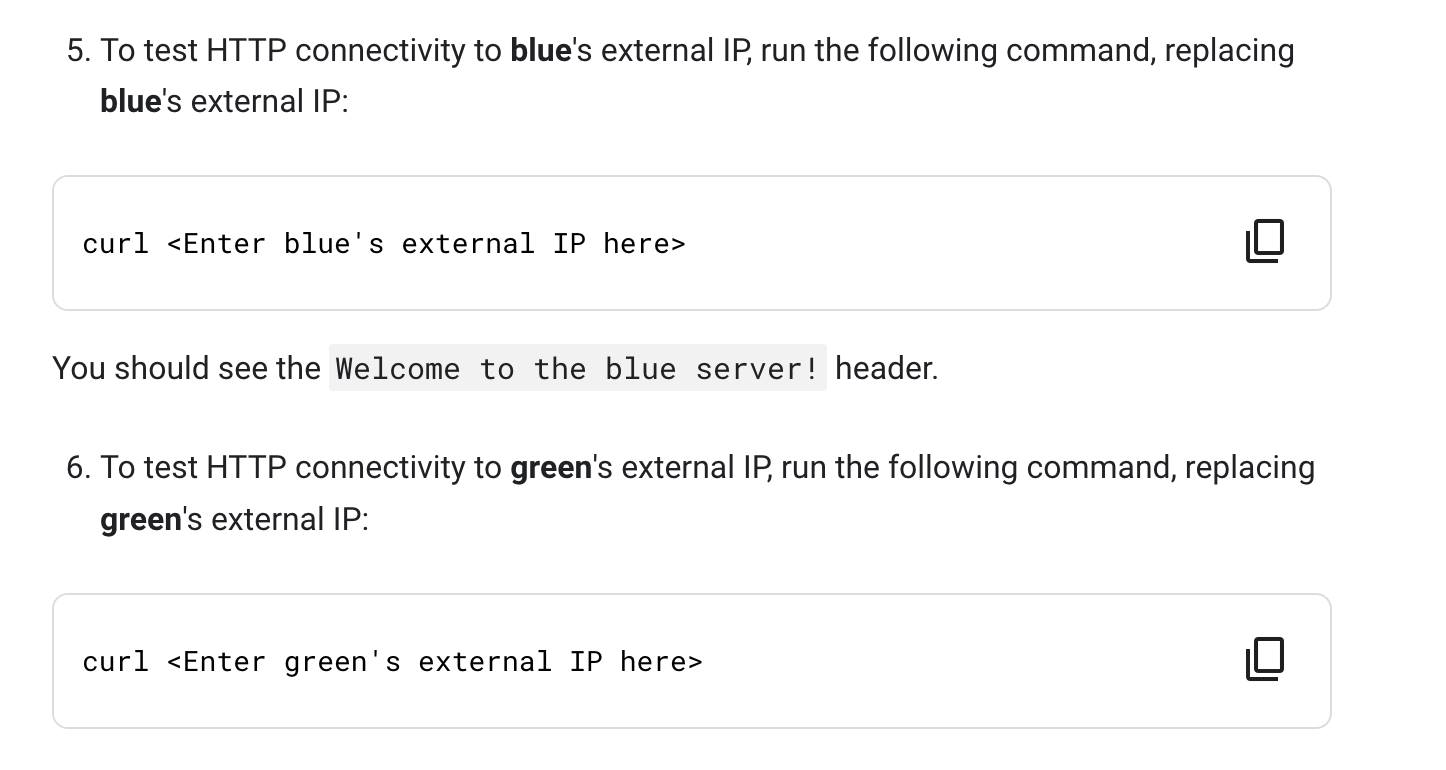 5. To test HTTP connectivity to blue's external IP, run the following command, replacing
blue's external IP:
curl <Enter blue's external IP here>
You should see the Welcome to the blue server! header.
6. To test HTTP connectivity to green's external IP, run the following command, replacing
green's external IP:
curl <Enter green's external IP here>